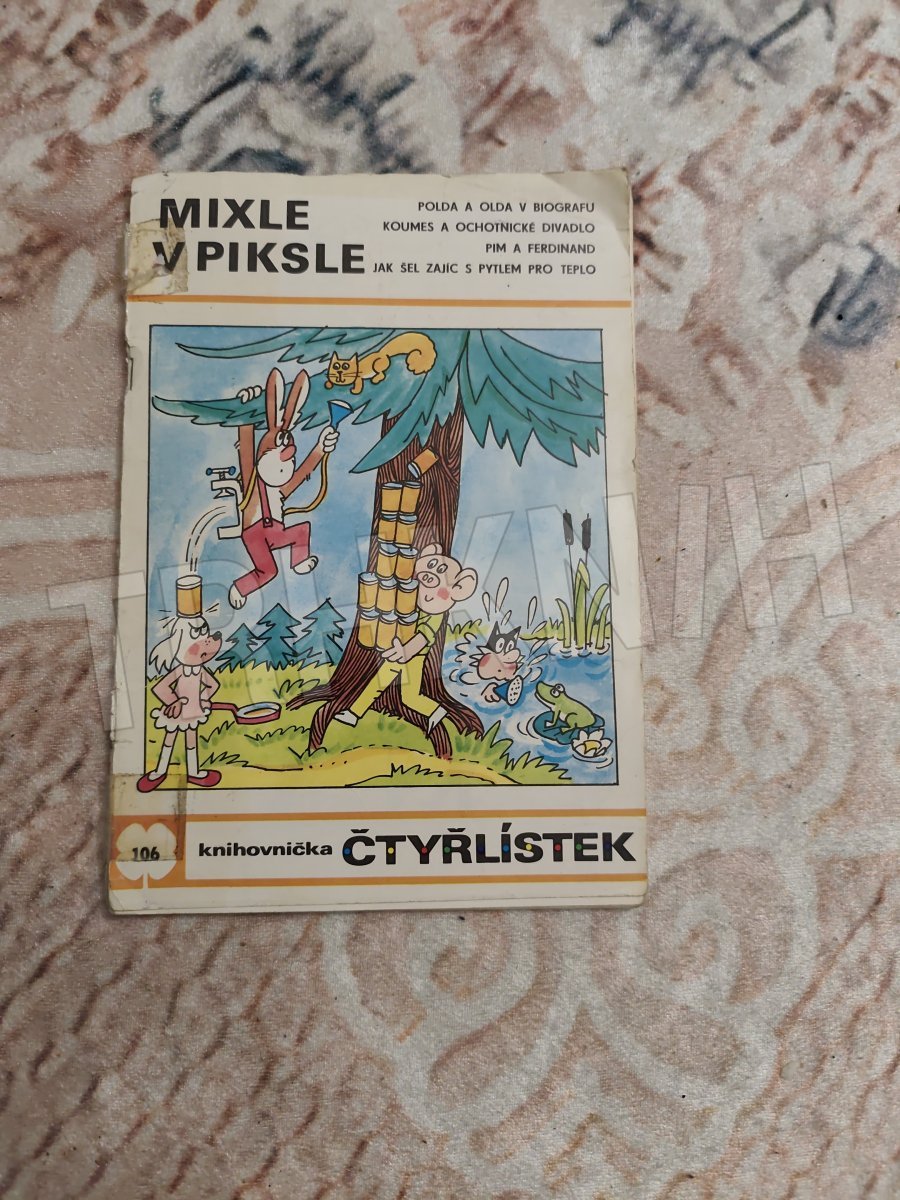 MIXLE
V PIKSLE
POLDA A OLDA V BIOGRAFU
KOUMES A OCHOTNICKÉ DIVADLO
PIM A FERDINAND
JAK ŠEL ZAJÍC S PYTLEM PRO TEPLO
106
knihovnička ČTYŘLÍSTEK
TRHKNIH